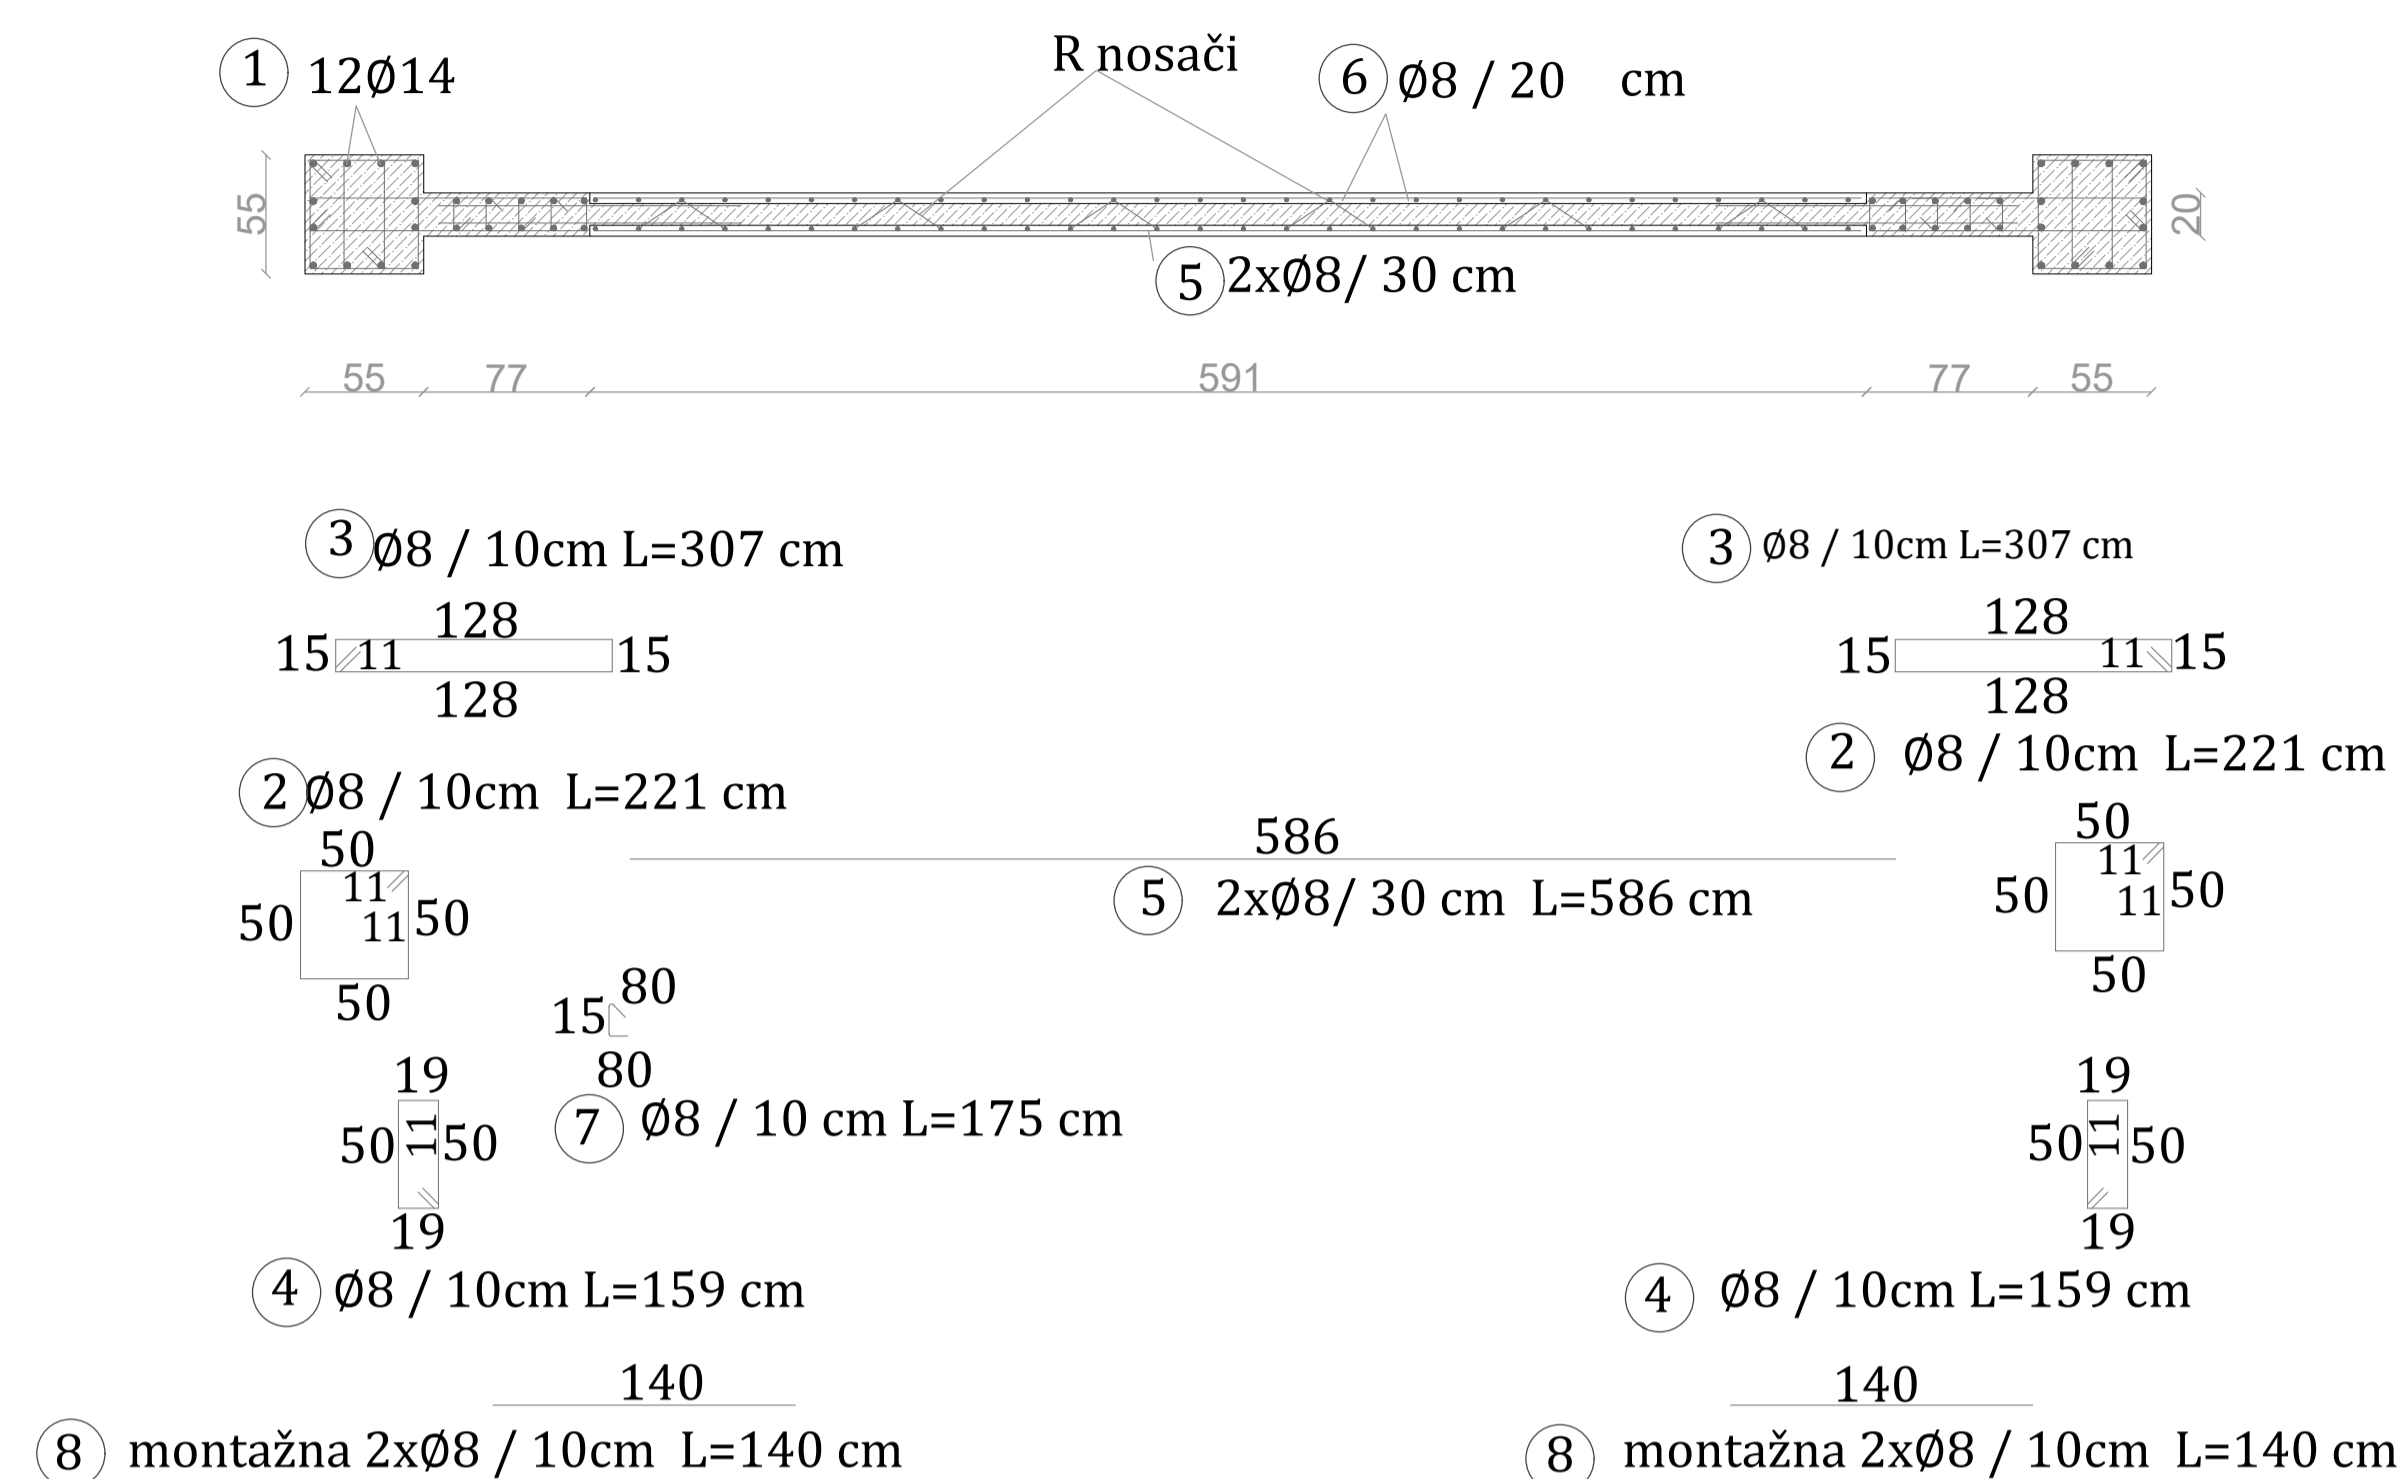 1 12Ø14
R nosači
6 Ø8 / 20 cm
55
20
5 2xØ8/ 30 cm
55 77 591 77 55
3 Ø8 / 10cm L=307 cm
128
15 11 15
128
3 Ø8 / 10cm L=307 cm
128
15 11 15
128
2 Ø8 / 10cm L=221 cm
50
11
50 11 50
50
2 Ø8 / 10cm L=221 cm
50
11
50 11 50
50
586
5 2xØ8/ 30 cm L=586 cm
80
15
80
7 Ø8 / 10 cm L=175 cm
19
50 11 50
19
4 Ø8 / 10cm L=159 cm
19
50 11 50
19
4 Ø8 / 10cm L=159 cm
140
8 montažna 2xØ8 / 10cm L=140 cm
140
8 montažna 2xØ8 / 10cm L=140 cm